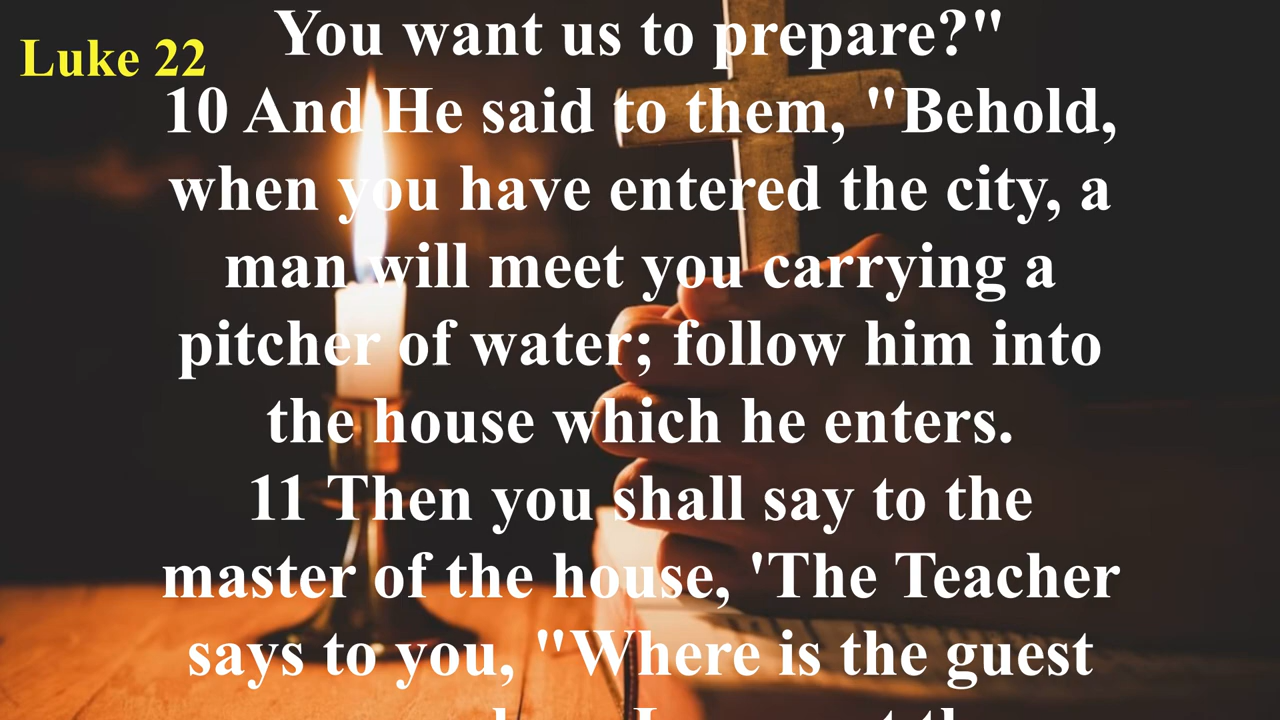 Luke 22
You want us to prepare?"
10 And He said to them, "Behold,
when you have entered the city, a
man will meet you carrying a
pitcher of water; follow him into
the house which he enters.
11 Then you shall say to the
master of the house, 'The Teacher
says to you, "Where is the guest